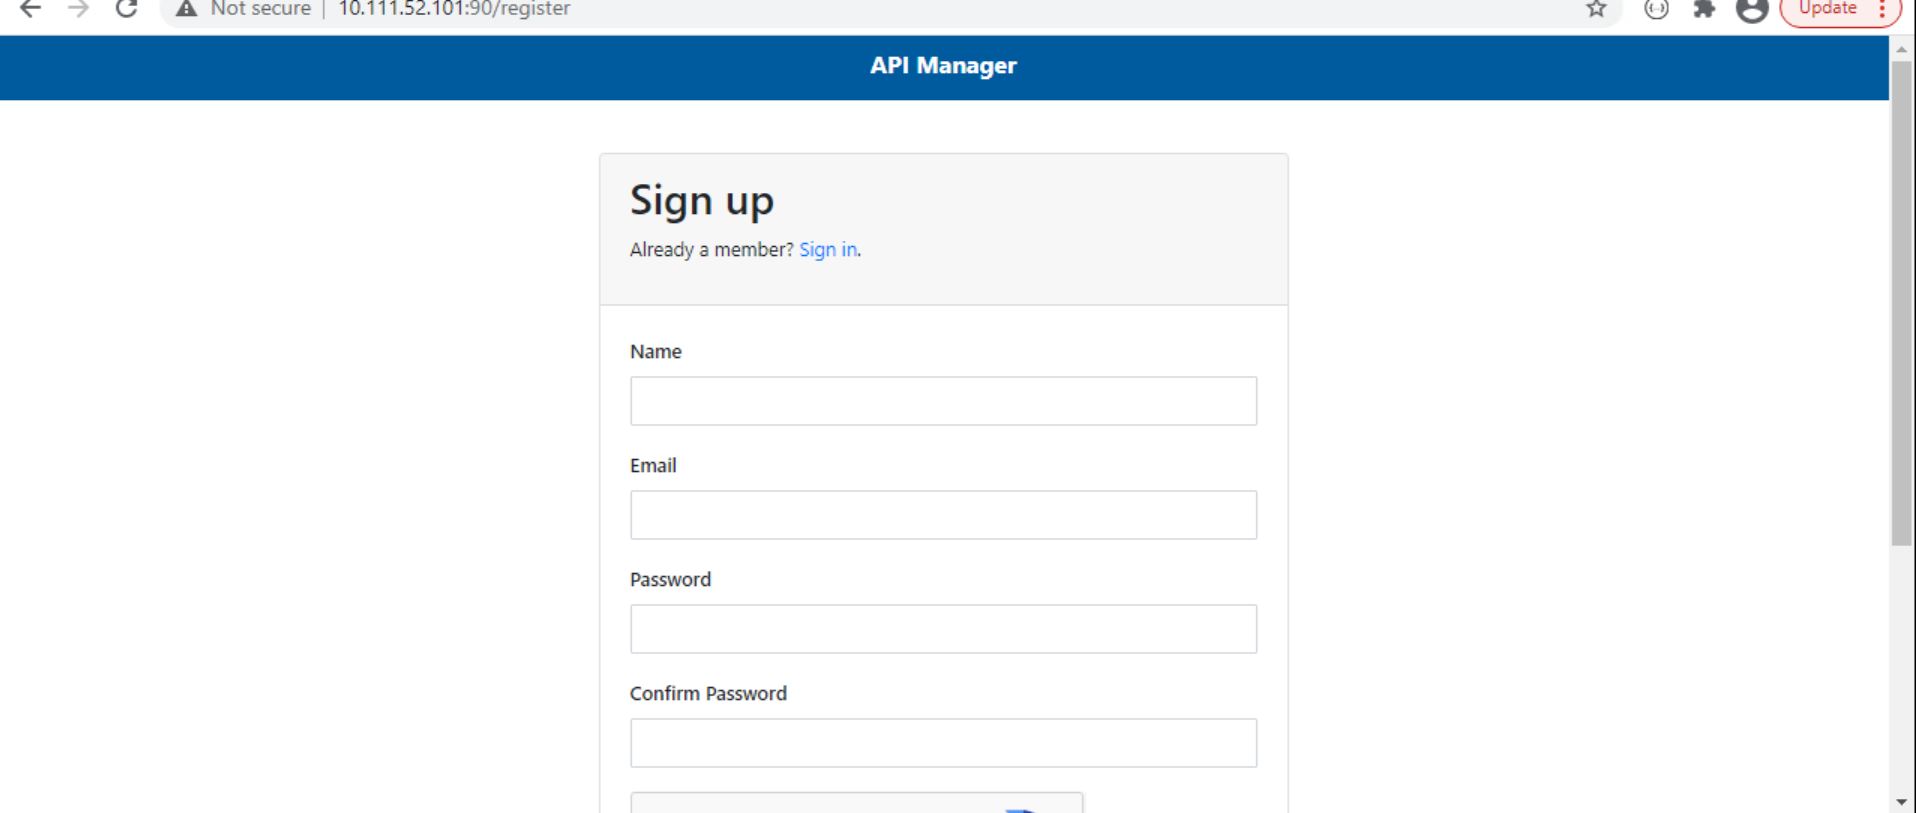 Not secure | 10.111.52.101:90/register
Update
API Manager
Sign up
Already a member? Sign in.
Name
Email
Password
Confirm Password